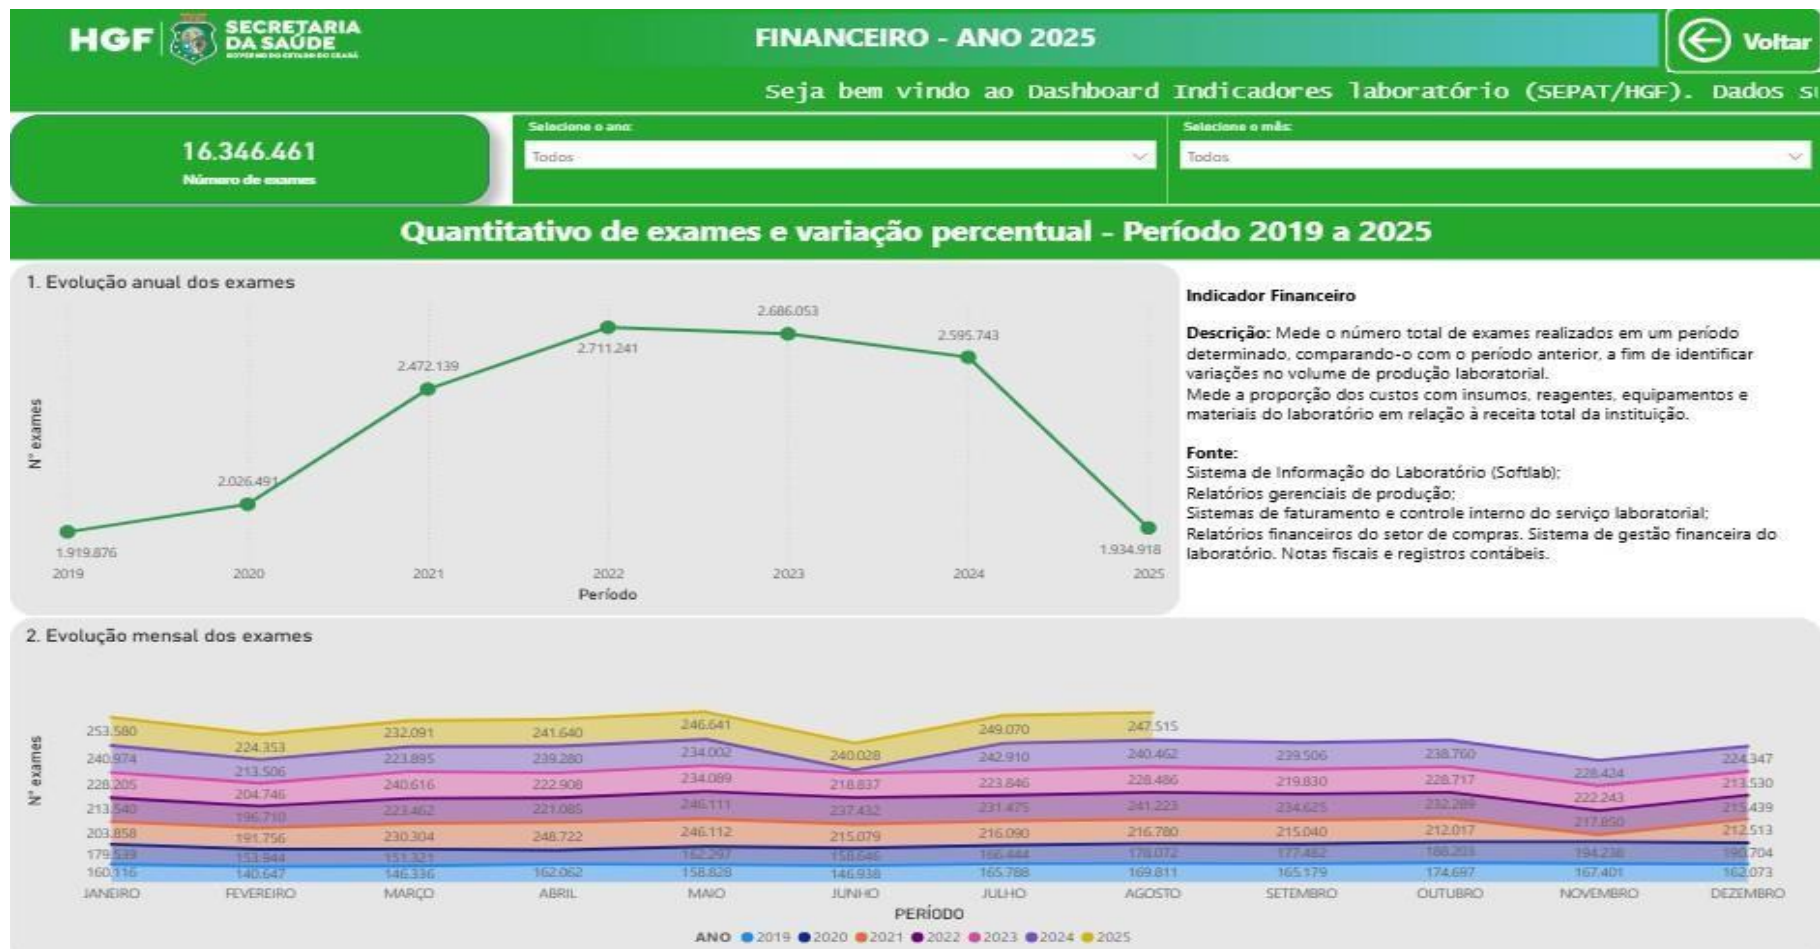 HGF
SECRETARIA
DA SAÚDE
GOVERNO DO ESTADO DO CEARÁ
FINANCEIRO - ANO 2025
Voltar
Seja bem vindo ao Dashboard Indicadores laboratório (SEPAT/HGF). Dados
16.346.461
Número de exames
Selecione o ano:
Todos
Selecione o mês:
Todos
Quantitativo de exames e variação percentual - Período 2019 a 2025
1. Evolução anual dos exames
2.686.053
2.595.743
2.711.241
2.472.139
2.026.491
1.919.876
1.934.918
N° exames
2019 2020 2021 2022 2023 2024 2025
Período
Indicador Financeiro
Descrição: Mede o número total de exames realizados em um período
determinado, comparando-o com o período anterior, a fim de identificar
variações no volume de produção laboratorial.
Mede a proporção dos custos com insumos, reagentes, equipamentos e
materiais do laboratório em relação à receita total da instituição.
Fonte:
Sistema de Informação do Laboratório (Softlab);
Relatórios gerenciais de produção;
Sistemas de faturamento e controle interno do serviço laboratorial;
Relatórios financeiros do setor de compras. Sistema de gestão financeira do
laboratório. Notas fiscais e registros contábeis.
2. Evolução mensal dos exames
N° exames
253.580 224.353 232.091 241.640 246.641 240.028 249.070 247.515
240.974 213.506 223.895 239.280 234.002 242.910 240.462 239.506 238.760 228.424 224.347
228.205 204.746 240.616 222.908 234.089 218.837 223.846 228.486 219.830 228.717 222.243 213.530
213.540 196.710 223.462 221.085 246.111 237.432 231.475 241.223 234.625 232.289 217.850 215.439
203.858 191.756 230.304 248.722 246.112 215.079 216.090 216.780 215.040 212.017 212.513
179.539 153.944 151.321 162.297 158.646 166.444 178.072 177.482 188.203 194.238 190.704
160.116 140.647 146.336 162.062 158.828 146.938 165.788 169.811 165.179 174.697 167.401 162.073
JANEIRO FEVEREIRO MARÇO ABRIL MAIO JUNHO JULHO AGOSTO SETEMBRO OUTUBRO NOVEMBRO DEZEMBRO
PERÍODO
ANO 2019 2020 2021 2022 2023 2024 2025